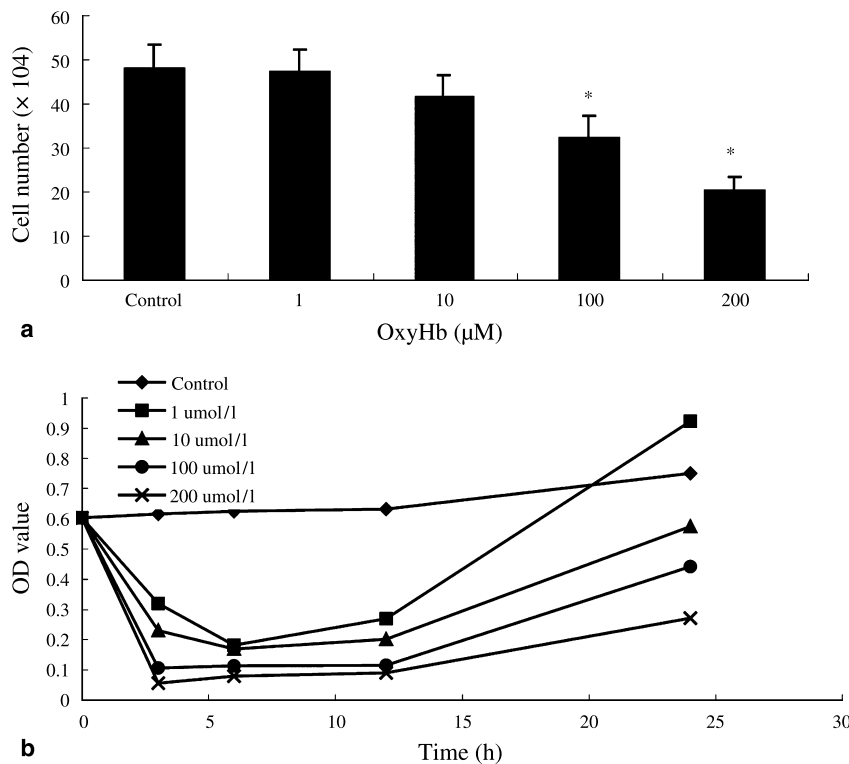 60
50
40
30
20
10
0
Cell number (× 104)
*
*
Control 1 10 100 200
OxyHb (µM)
a
Control
1 umol/l
10 umol/l
100 umol/l
200 umol/l
1
0.9
0.8
0.7
0.6
0.5
0.4
0.3
0.2
0.1
0
OD value
0 5 10 15 20 25 30
Time (h)
b